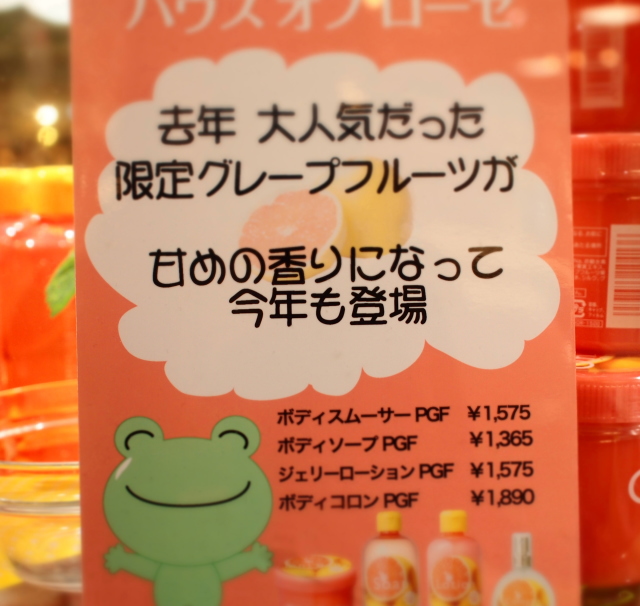 ハウス オブ ローゼ
去年 大人気だった
限定グレープフルーツが
甘めの香りになって
今年も登場
ボディスムーサー PGF ¥1,575
ボディソープ PGF ¥1,365
ジェリーローション PGF ¥1,575
ボディコロン PGF ¥1,890